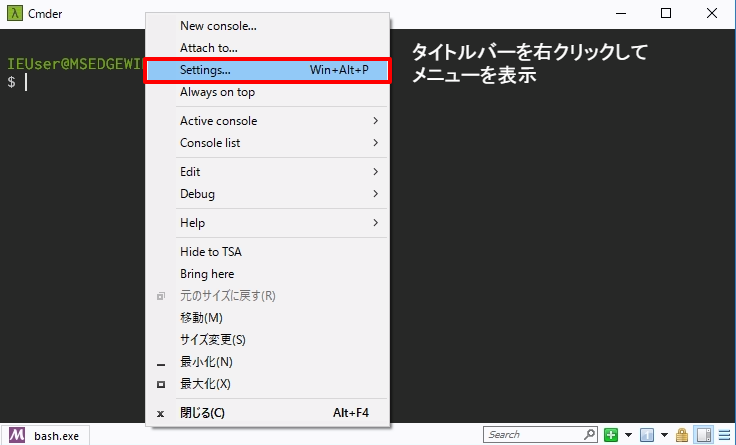 Cmder
New console...
Attach to...
Settings... Win+Alt+P
Always on top
Active console
Console list
Edit
Debug
Help
Hide to TSA
Bring here
元のサイズに戻す(R)
移動(M)
サイズ変更(S)
最小化(N)
最大化(X)
閉じる(C) Alt+F4
タイトルバーを右クリックして
メニューを表示
IEUser@MSEDGEWI
$
bash.exe
Search